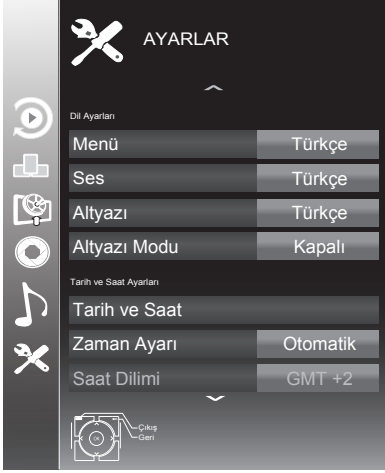 AYARLAR
Dil Ayarları
Menü Türkçe
Ses Türkçe
Altyazı Türkçe
Altyazı Modu Kapalı
Tarih ve Saat Ayarları
Tarih ve Saat
Zaman Ayarı Otomatik
Saat Dilimi GMT +2
Çıkış
Geri
OK